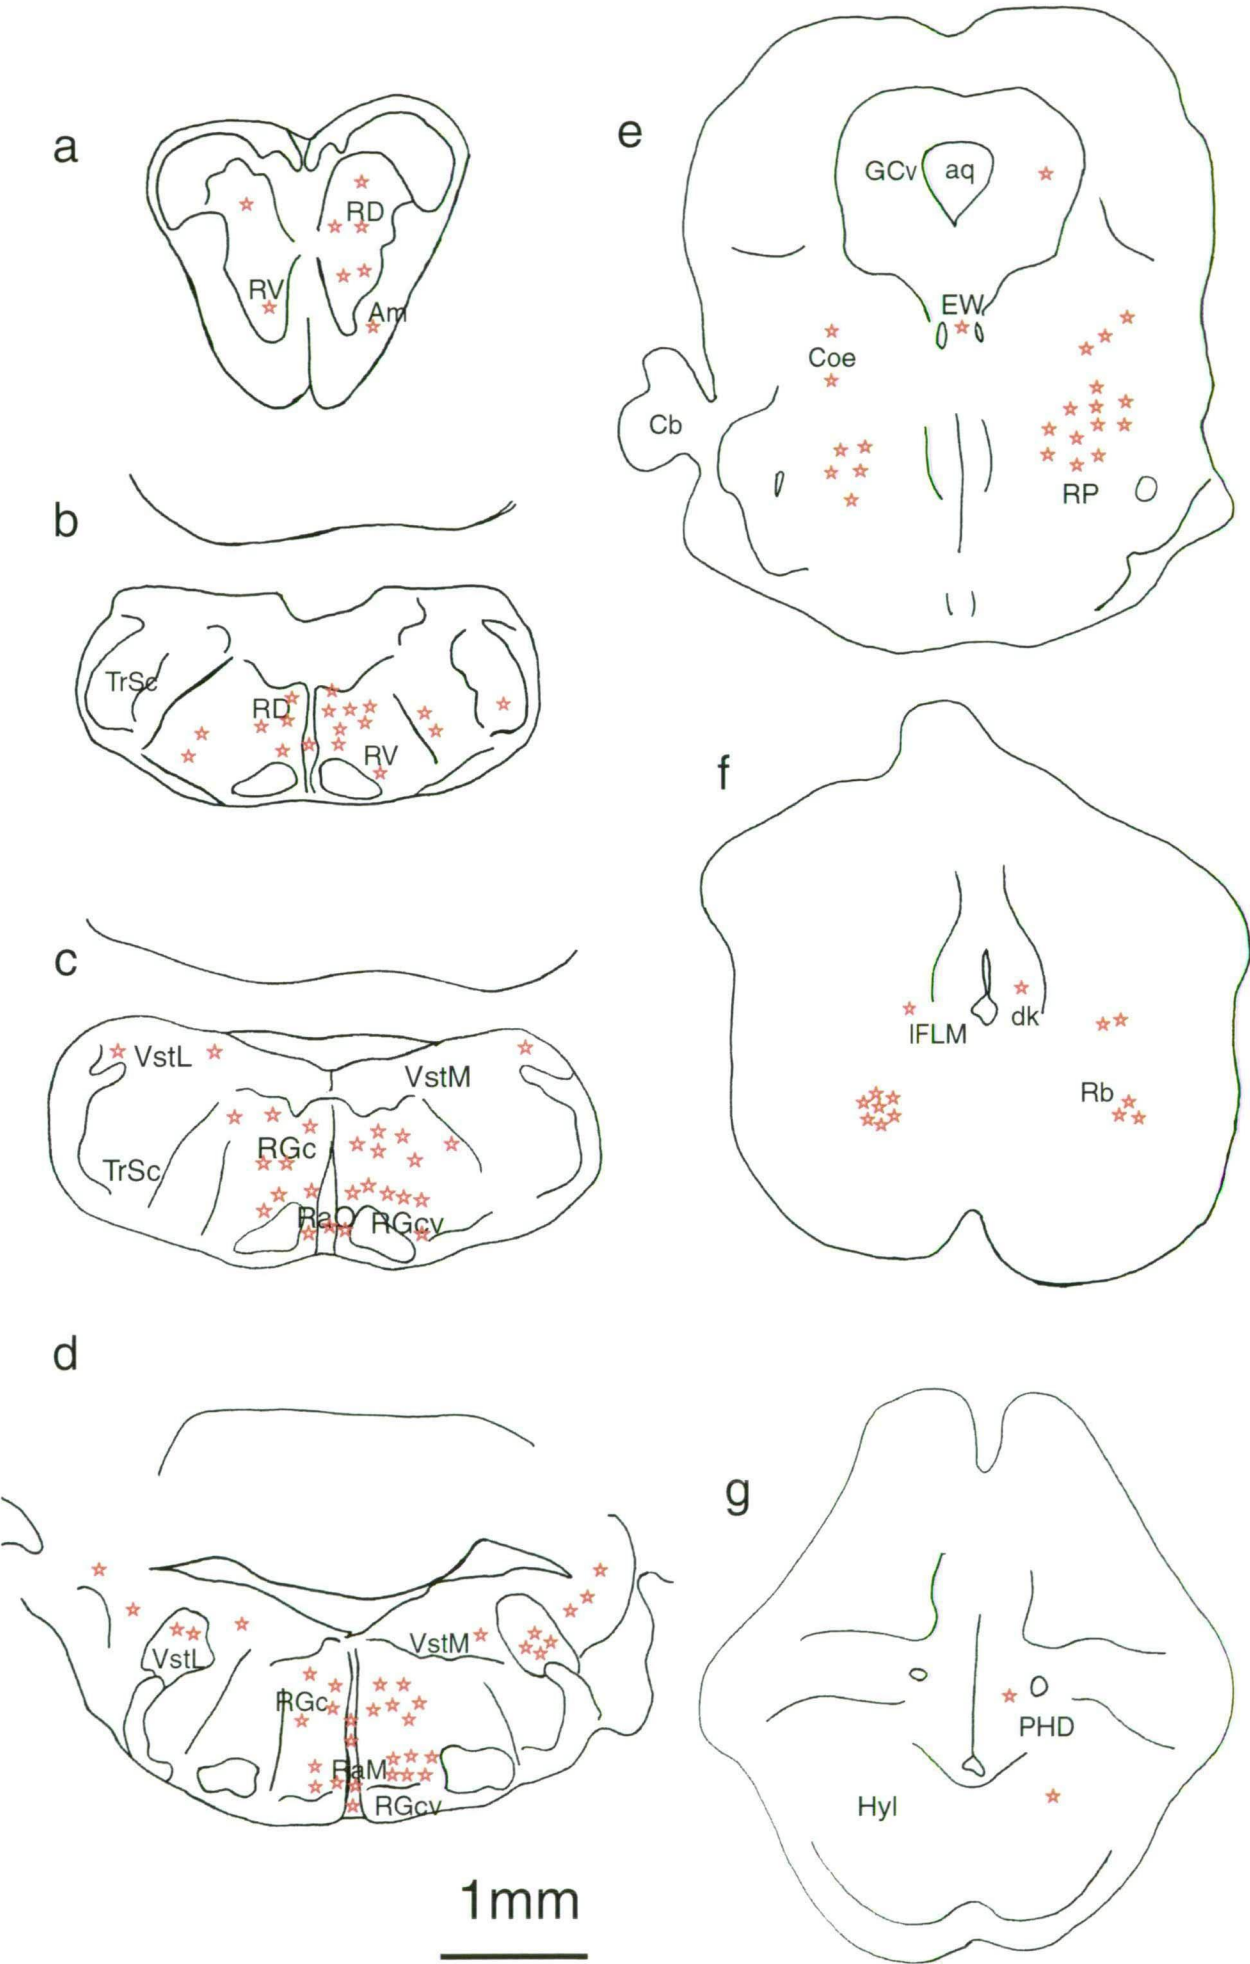 a
RD
RV
Am
b
TrSc
RD
RV
c
VstL
VstM
RGc
TrSc
RaO
RGcv
d
VstL
VstM
RGc
RaM
RGcv
1mm
e
GCv
aq
EW
Coe
Cb
RP
f
IFLM
dk
Rb
g
PHD
Hyl